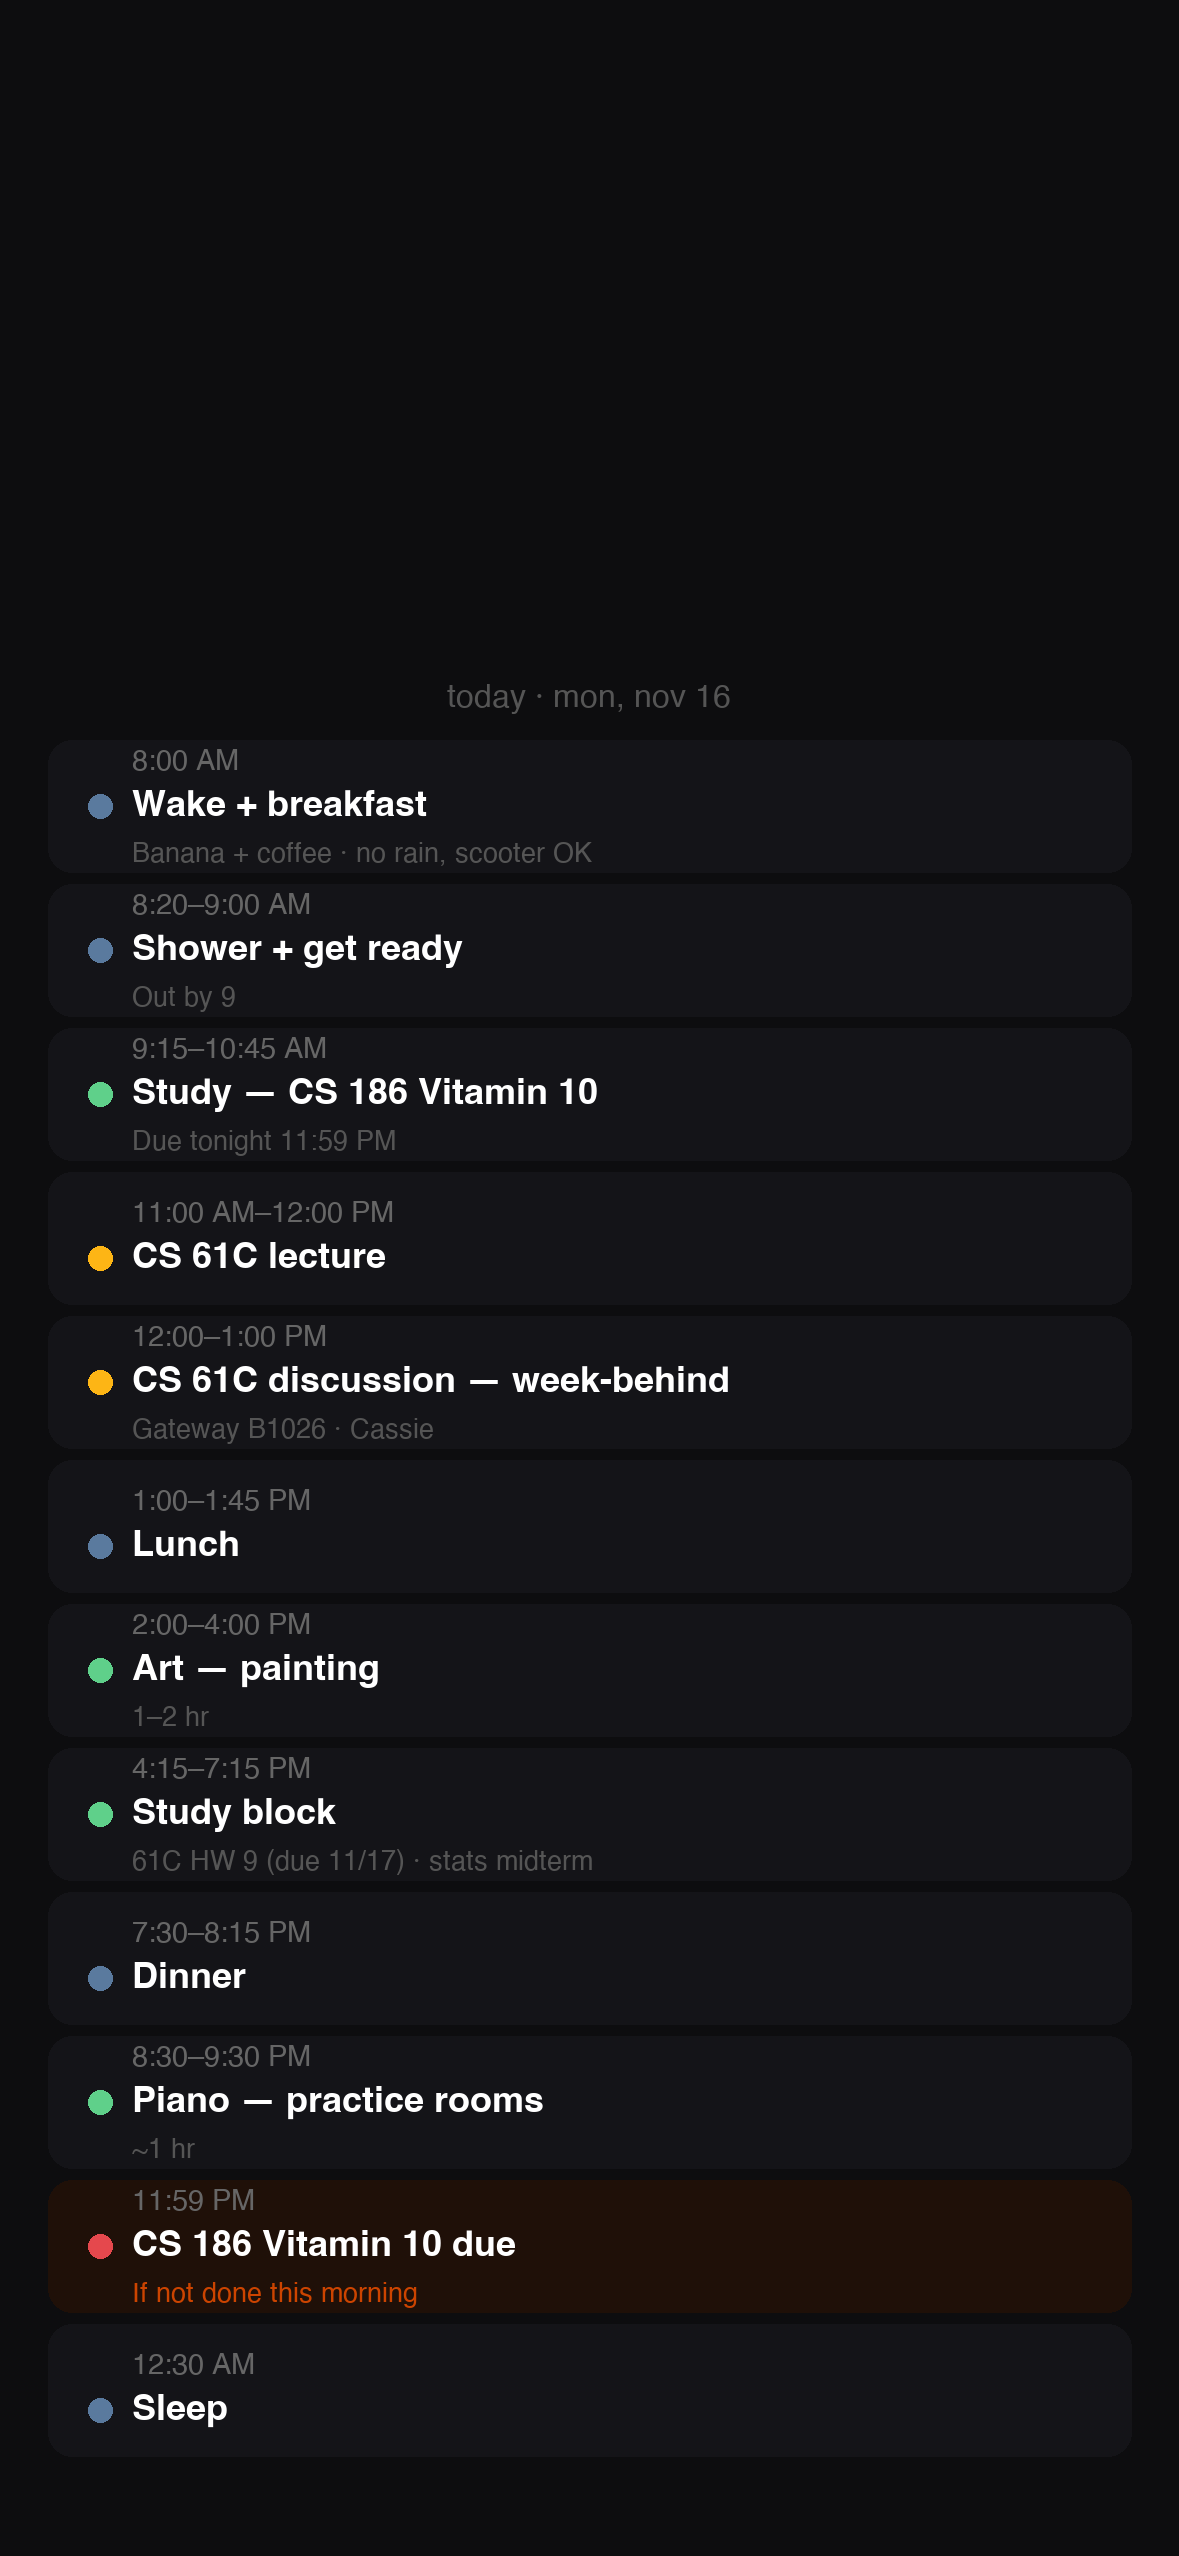 today · mon, nov 16
8:00 AM
Wake + breakfast
Banana + coffee · no rain, scooter OK
8:20–9:00 AM
Shower + get ready
Out by 9
9:15–10:45 AM
Study — CS 186 Vitamin 10
Due tonight 11:59 PM
11:00 AM–12:00 PM
CS 61C lecture
12:00–1:00 PM
CS 61C discussion — week-behind
Gateway B1026 · Cassie
1:00–1:45 PM
Lunch
2:00–4:00 PM
Art — painting
1–2 hr
4:15–7:15 PM
Study block
61C HW 9 (due 11/17) · stats midterm
7:30–8:15 PM
Dinner
8:30–9:30 PM
Piano — practice rooms
~1 hr
11:59 PM
CS 186 Vitamin 10 due
If not done this morning
12:30 AM
Sleep